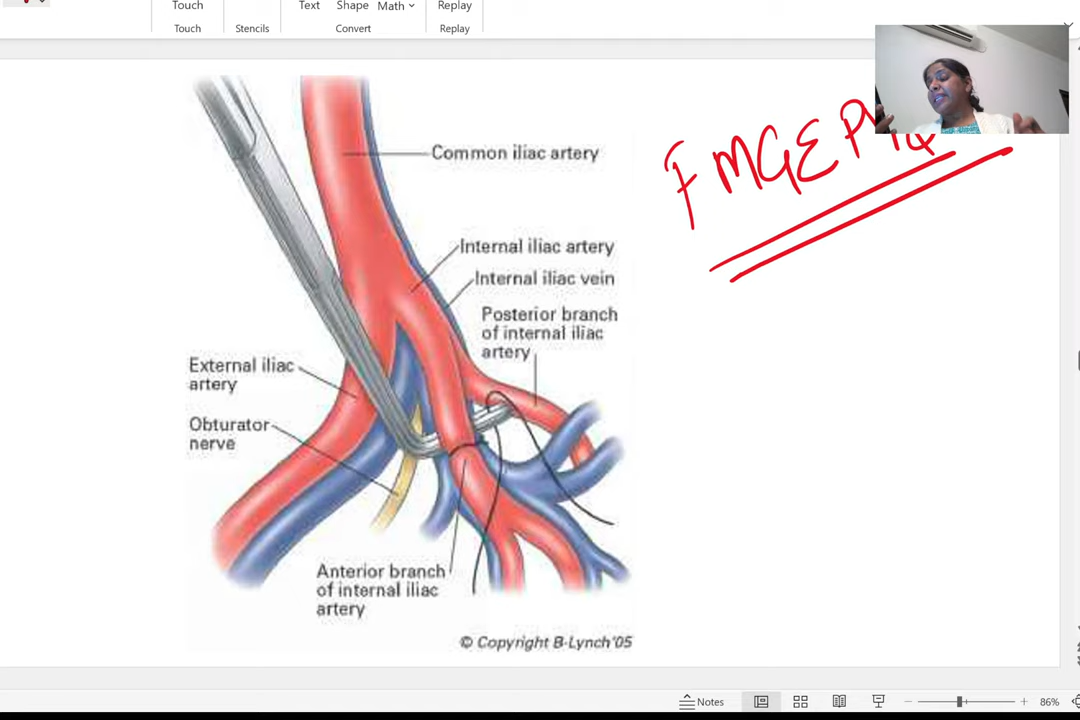 Touch
Text
Shape
Math
Replay
Touch
Stencils
Convert
Replay
FMGE
Common iliac artery
Internal iliac artery
Internal iliac vein
Posterior branch
of internal iliac
artery
External iliac
artery
Obturator
nerve
Anterior branch
of internal iliac
artery
© Copyright B-Lynch'05
Notes
86%